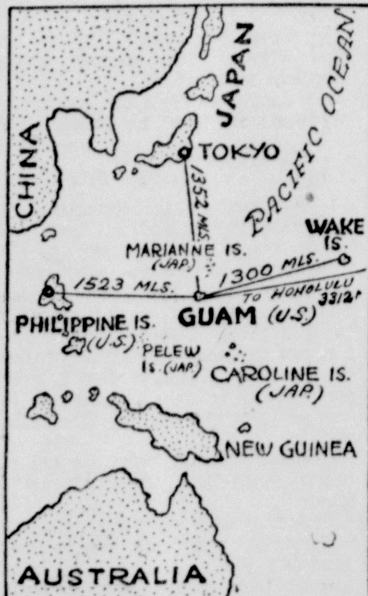 PACIFIC OCEAN
JAPAN
CHINA
TOKYO
1352 MLS.
MARIANNE IS.
(JAP.)
WAKE
IS.
1300 MLS.
TO HONOLULU
3312
1523 MLS.
GUAM (U.S)
PHILIPPINE IS.
(U.S)
PELEW
IS. (JAP.)
CAROLINE IS.
(JAP.)
NEW GUINEA
AUSTRALIA